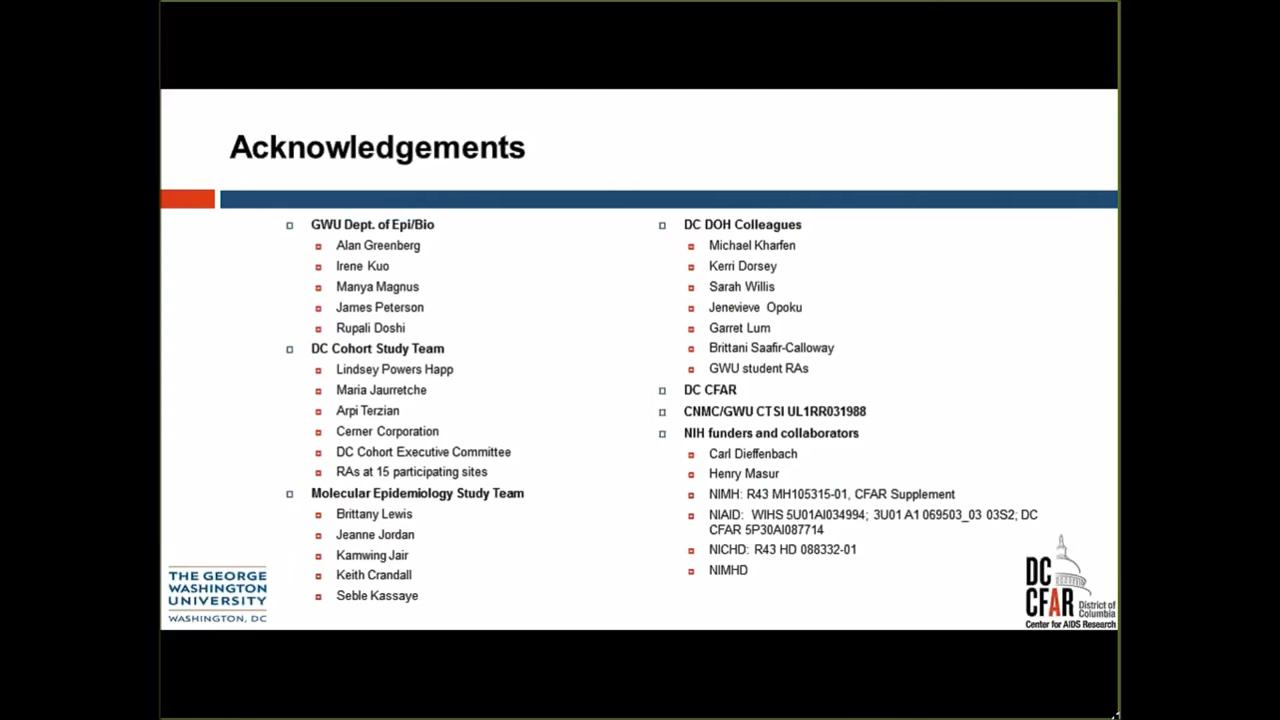 Acknowledgements
GWU Dept. of Epi/Bio
Alan Greenberg
Irene Kuo
Manya Magnus
James Peterson
Rupali Doshi
DC Cohort Study Team
Lindsey Powers Happ
Maria Jaurretche
Arpi Terzian
Cerner Corporation
DC Cohort Executive Committee
RAs at 15 participating sites
Molecular Epidemiology Study Team
Brittany Lewis
Jeanne Jordan
Kamwing Jair
Keith Crandall
Seble Kassaye
DC DOH Colleagues
Michael Kharfen
Kerri Dorsey
Sarah Willis
Jenevieve Opoku
Garret Lum
Brittani Saafir-Calloway
GWU student RAs
DC CFAR
CNMC/GWU CTSI UL1RR031988
NIH funders and collaborators
Carl Dieffenbach
Henry Masur
NIMH: R43 MH105315-01, CFAR Supplement
NIAID: WIHS 5U01AI034994; 3U01 A1 069503_03 03S2; DC
CFAR 5P30AI087714
NICHD: R43 HD 088332-01
NIMHD
THE GEORGE
WASHINGTON
UNIVERSITY
WASHINGTON, DC
DC
CFAR
District of
Columbia
Center for AIDS Research